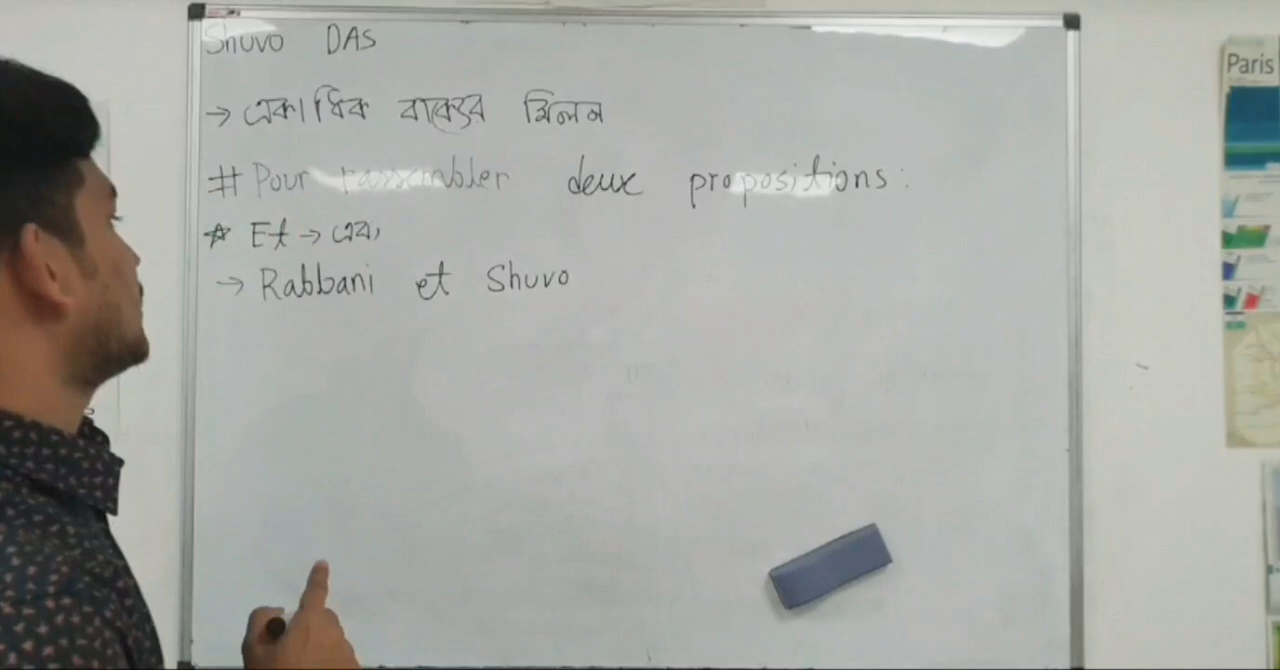 Shuvo DAS
→ একাধিক বাক্যের মিলন
# Pour rassembler deux propositions:
* Et → এবং
→ Rabbani et Shuvo
Paris